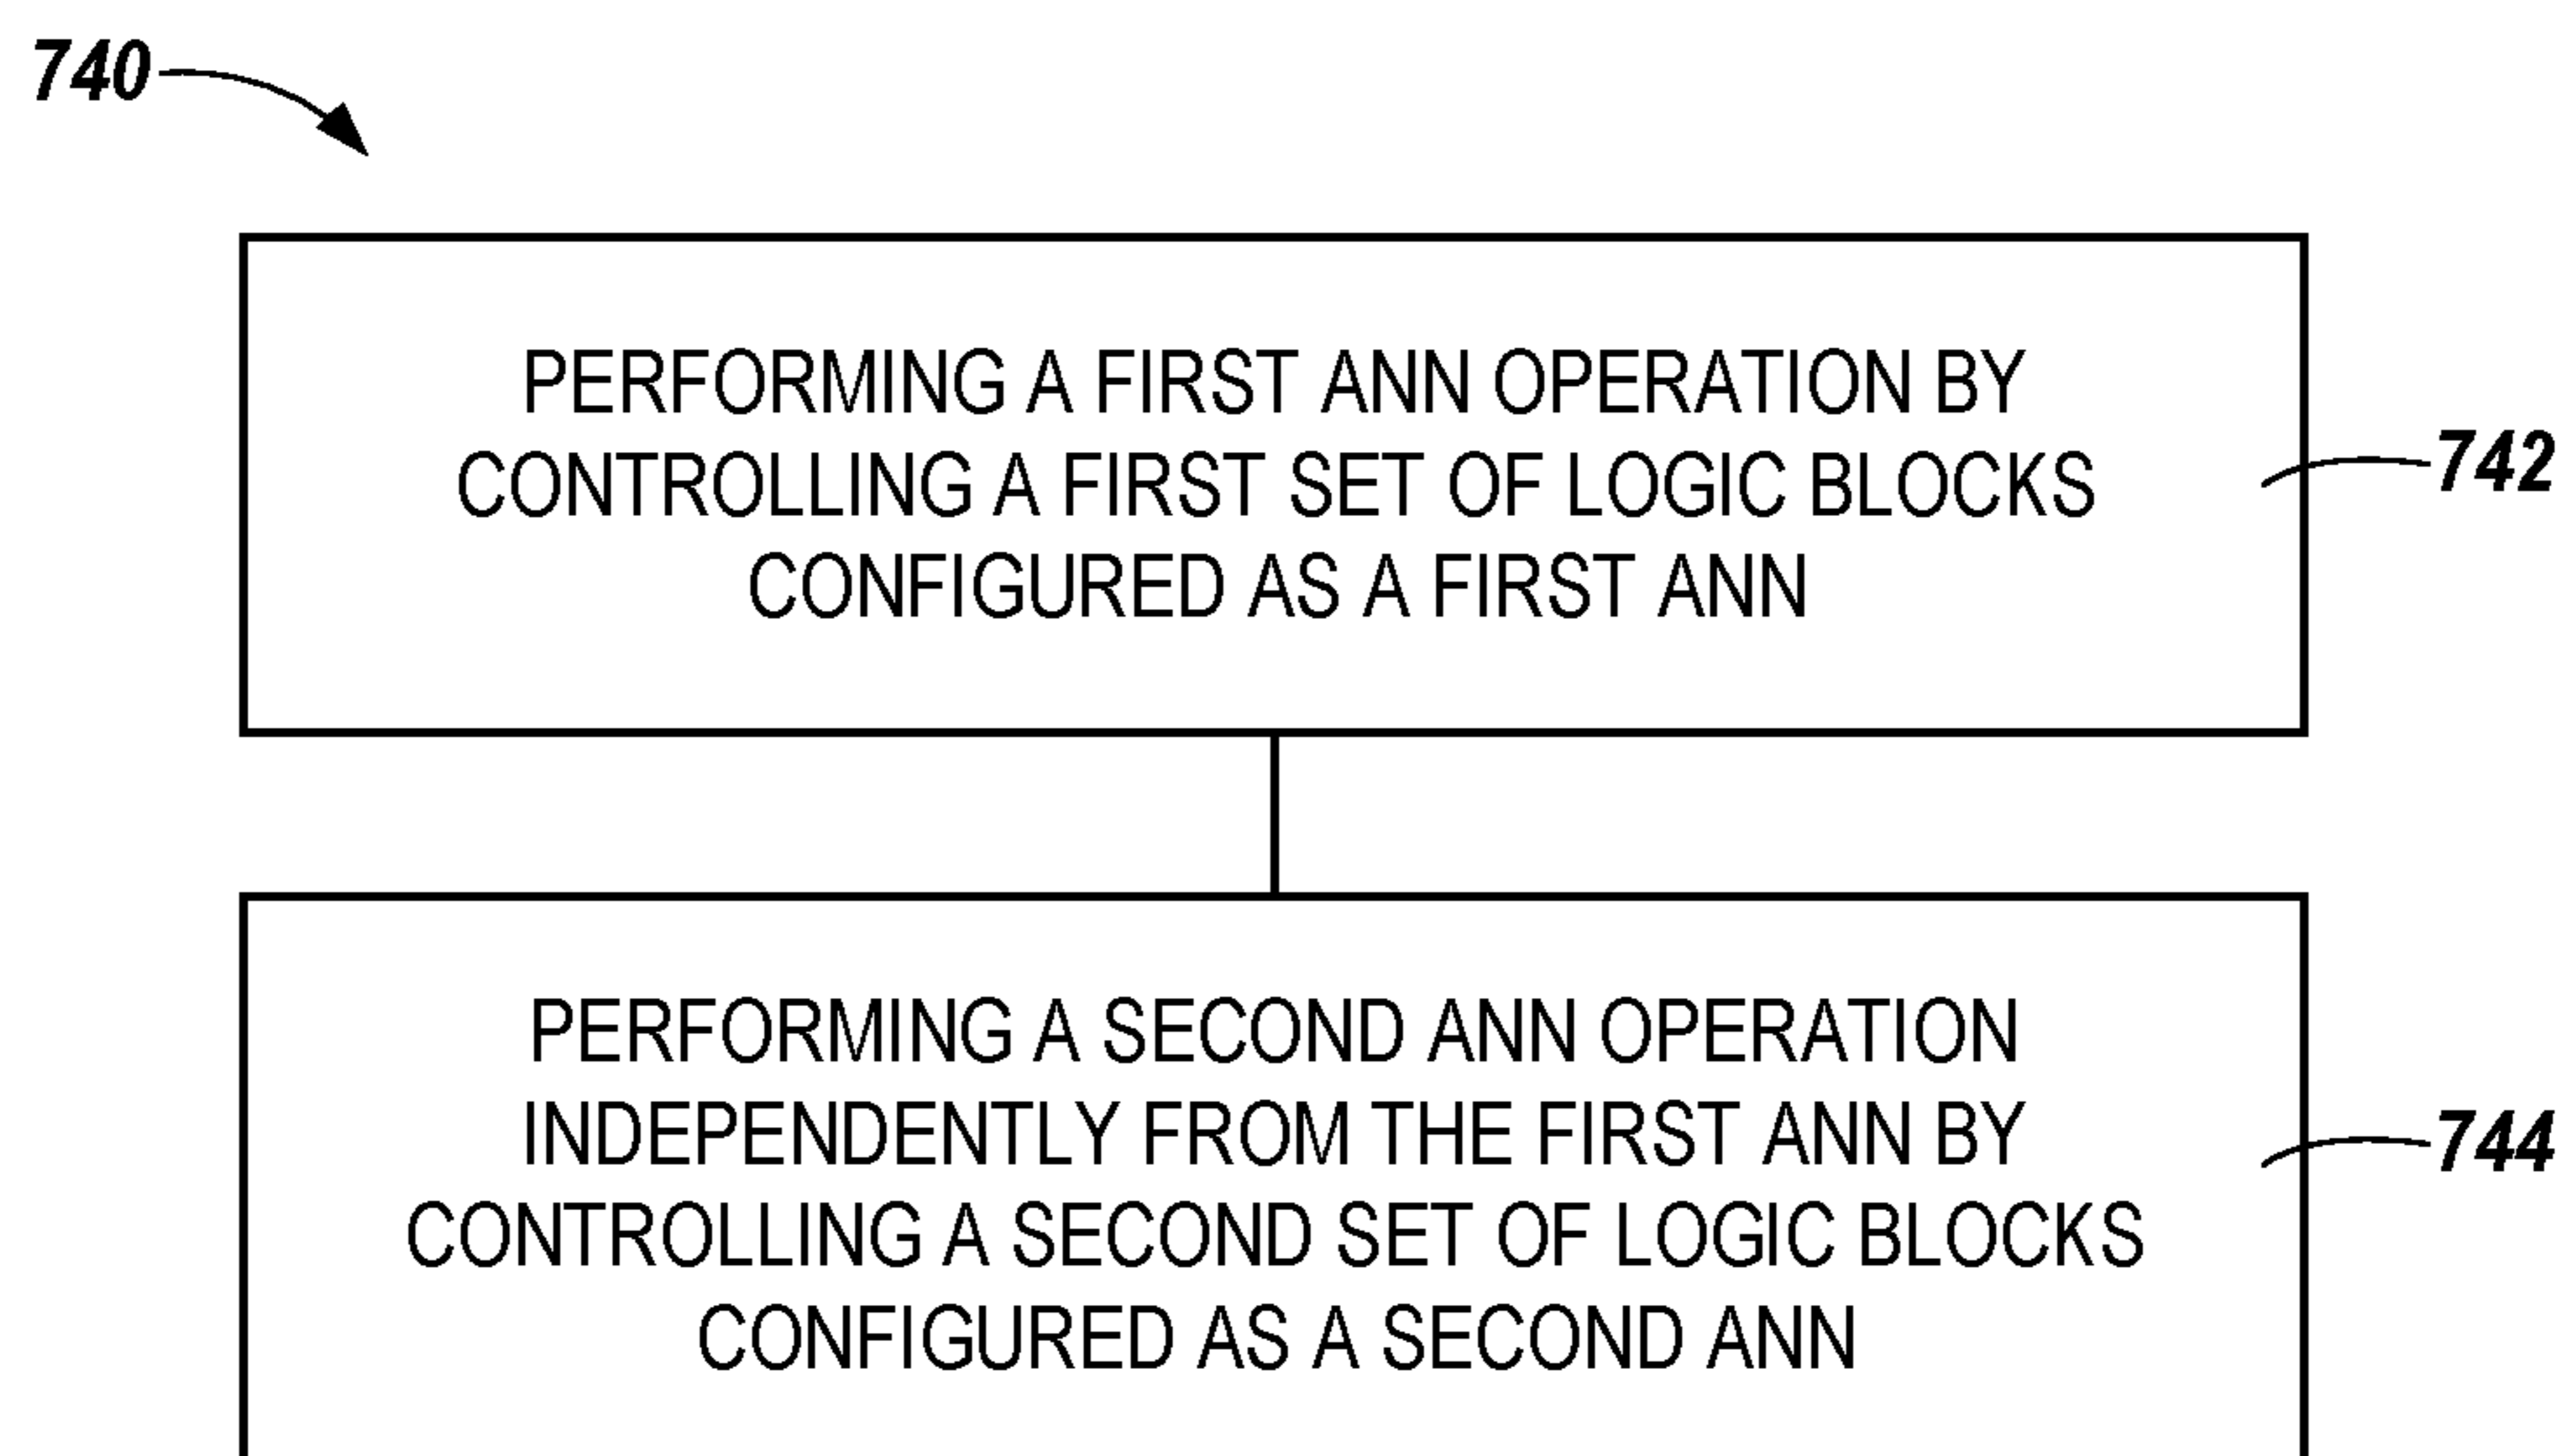 740
PERFORMING A FIRST ANN OPERATION BY
CONTROLLING A FIRST SET OF LOGIC BLOCKS
CONFIGURED AS A FIRST ANN
742
PERFORMING A SECOND ANN OPERATION
INDEPENDENTLY FROM THE FIRST ANN BY
CONTROLLING A SECOND SET OF LOGIC BLOCKS
CONFIGURED AS A SECOND ANN
744